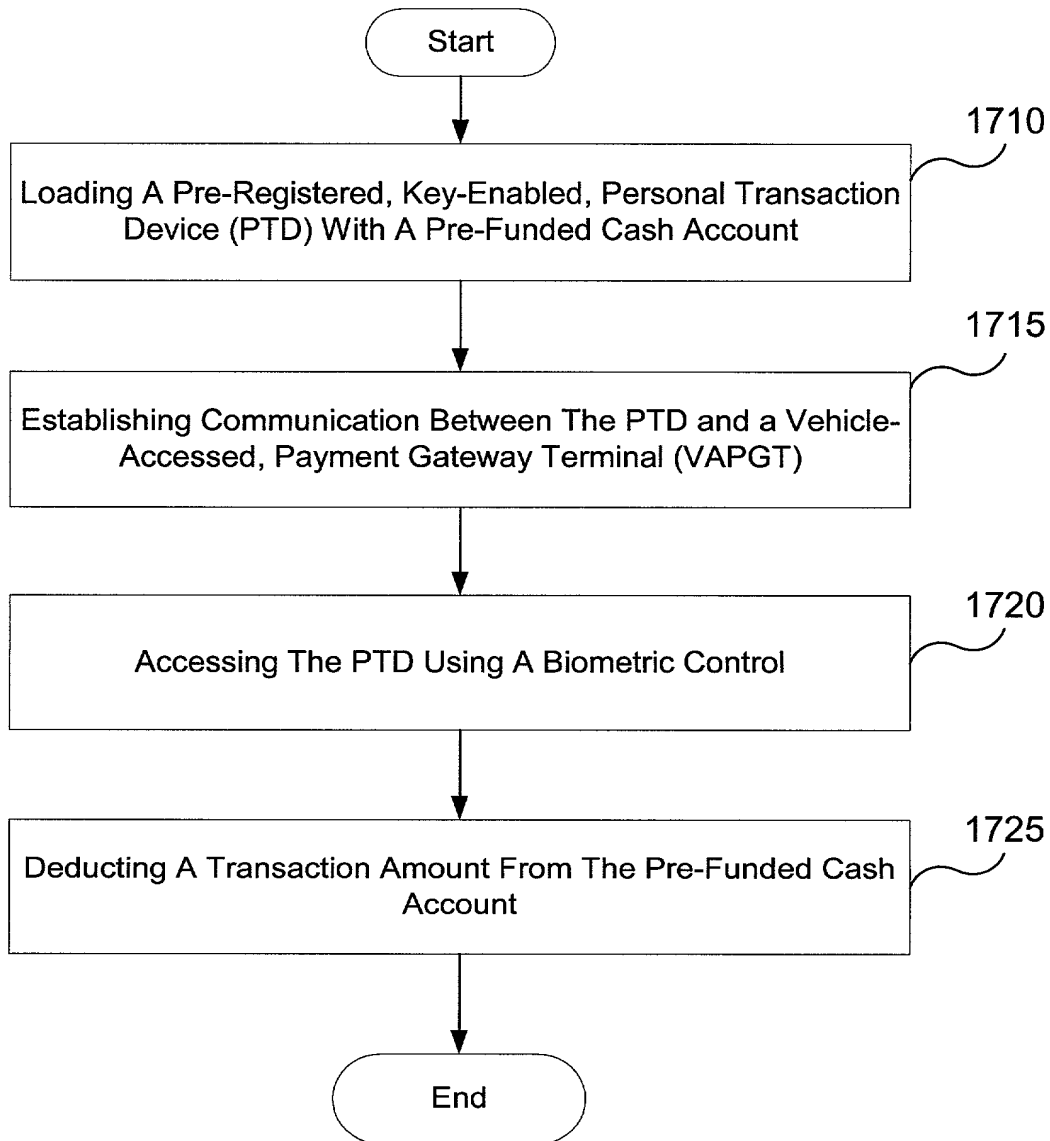 Start
1710
Loading A Pre-Registered, Key-Enabled, Personal Transaction
Device (PTD) With A Pre-Funded Cash Account
1715
Establishing Communication Between The PTD and a Vehicle-
Accessed, Payment Gateway Terminal (VAPGT)
1720
Accessing The PTD Using A Biometric Control
1725
Deducting A Transaction Amount From The Pre-Funded Cash
Account
End